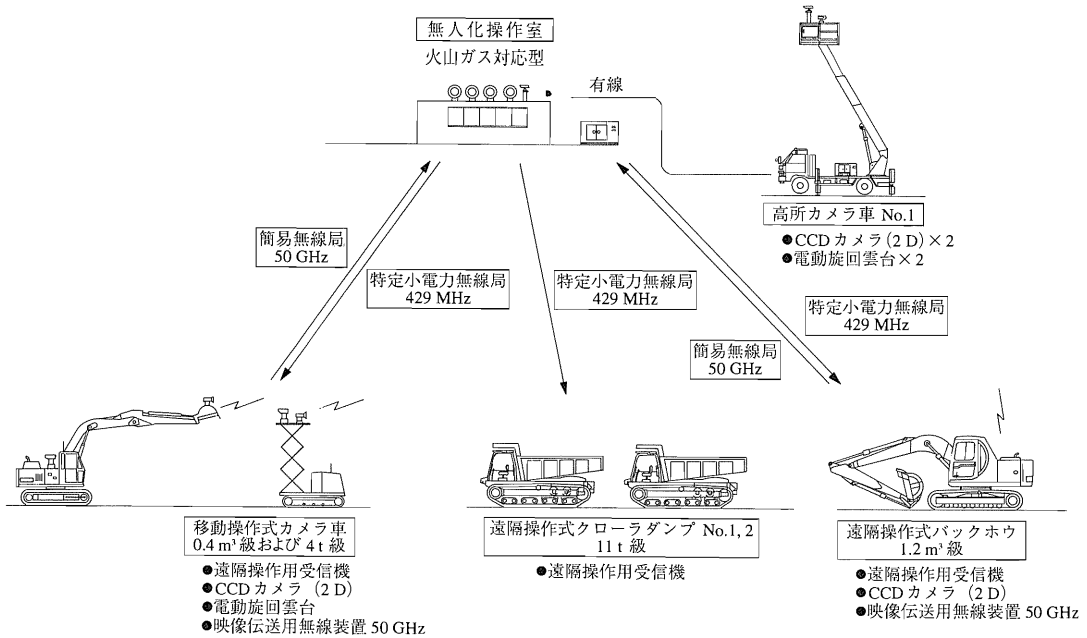 無人化操作室
火山ガス対応型
有線
高所カメラ車 No.1
●CCDカメラ(2 D)×2
●電動旋回雲台×2
簡易無線局
50 GHz
特定小電力無線局
429 MHz
特定小電力無線局
429 MHz
特定小電力無線局
429 MHz
簡易無線局
50 GHz
移動操作式カメラ車
0.4 m³級および 4 t 級
●遠隔操作用受信機
●CCDカメラ (2 D)
●電動旋回雲台
●映像伝送用無線装置 50 GHz
遠隔操作式クローラダンプ No.1, 2
11 t 級
●遠隔操作用受信機
遠隔操作式バックホウ
1.2 m³級
●遠隔操作用受信機
●CCDカメラ (2 D)
●映像伝送用無線装置 50 GHz